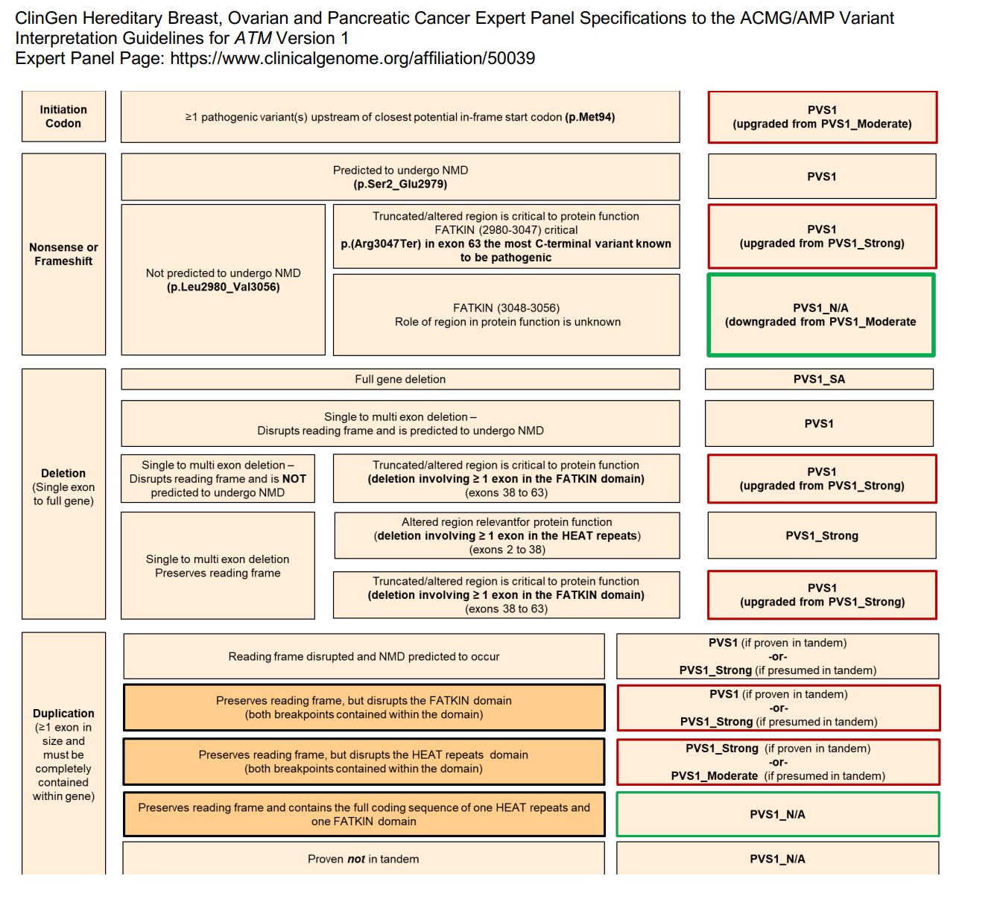 ClinGen Hereditary Breast, Ovarian and Pancreatic Cancer Expert Panel Specifications to the ACMG/AMP Variant
Interpretation Guidelines for ATM Version 1
Expert Panel Page: https://www.clinicalgenome.org/affiliation/50039
Initiation
Codon
≥1 pathogenic variant(s) upstream of closest potential in-frame start codon (p.Met94)
PVS1
(upgraded from PVS1_Moderate)
Nonsense or
Frameshift
Predicted to undergo NMD
(p.Ser2_Glu2979)
PVS1
Not predicted to undergo NMD
(p.Leu2980_Val3056)
Truncated/altered region is critical to protein function
FATKIN (2980-3047) critical
p.(Arg3047Ter) in exon 63 the most C-terminal variant known
to be pathogenic
PVS1
(upgraded from PVS1_Strong)
FATKIN (3048-3056)
Role of region in protein function is unknown
PVS1_N/A
(downgraded from PVS1_Moderate
Deletion
(Single exon
to full gene)
Full gene deletion
PVS1_SA
Single to multi exon deletion –
Disrupts reading frame and is predicted to undergo NMD
PVS1
Single to multi exon deletion –
Disrupts reading frame and is NOT
predicted to undergo NMD
Truncated/altered region is critical to protein function
(deletion involving ≥ 1 exon in the FATKIN domain)
(exons 38 to 63)
PVS1
(upgraded from PVS1_Strong)
Single to multi exon deletion
Preserves reading frame
Altered region relevantfor protein function
(deletion involving ≥ 1 exon in the HEAT repeats)
(exons 2 to 38)
PVS1_Strong
Truncated/altered region is critical to protein function
(deletion involving ≥ 1 exon in the FATKIN domain)
(exons 38 to 63)
PVS1
(upgraded from PVS1_Strong)
Duplication
(≥1 exon in
size and
must be
completely
contained
within gene)
Reading frame disrupted and NMD predicted to occur
PVS1 (if proven in tandem)
-or-
PVS1_Strong (if presumed in tandem)
Preserves reading frame, but disrupts the FATKIN domain
(both breakpoints contained within the domain)
PVS1 (if proven in tandem)
-or-
PVS1_Strong (if presumed in tandem)
Preserves reading frame, but disrupts the HEAT repeats domain
(both breakpoints contained within the domain)
PVS1_Strong (if proven in tandem)
-or-
PVS1_Moderate (if presumed in tandem)
Preserves reading frame and contains the full coding sequence of one HEAT repeats and
one FATKIN domain
PVS1_N/A
Proven not in tandem
PVS1_N/A